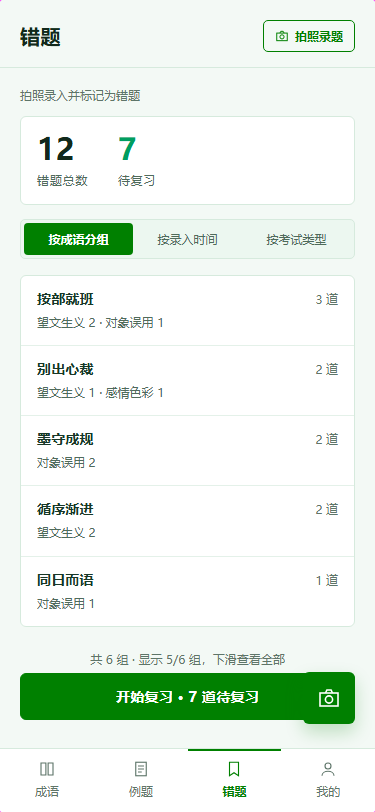 错题
拍照录题
拍照录入并标记为错题
12
7
错题总数
待复习
按成语分组
按录入时间
按考试类型
按部就班
3 道
望文生义 2 · 对象误用 1
别出心裁
2 道
望文生义 1 · 感情色彩 1
墨守成规
2 道
对象误用 2
循序渐进
2 道
望文生义 2
同日而语
1 道
对象误用 1
共 6 组 · 显示 5/6 组，下滑查看全部
开始复习 • 7 道待复习
成语
例题
错题
我的